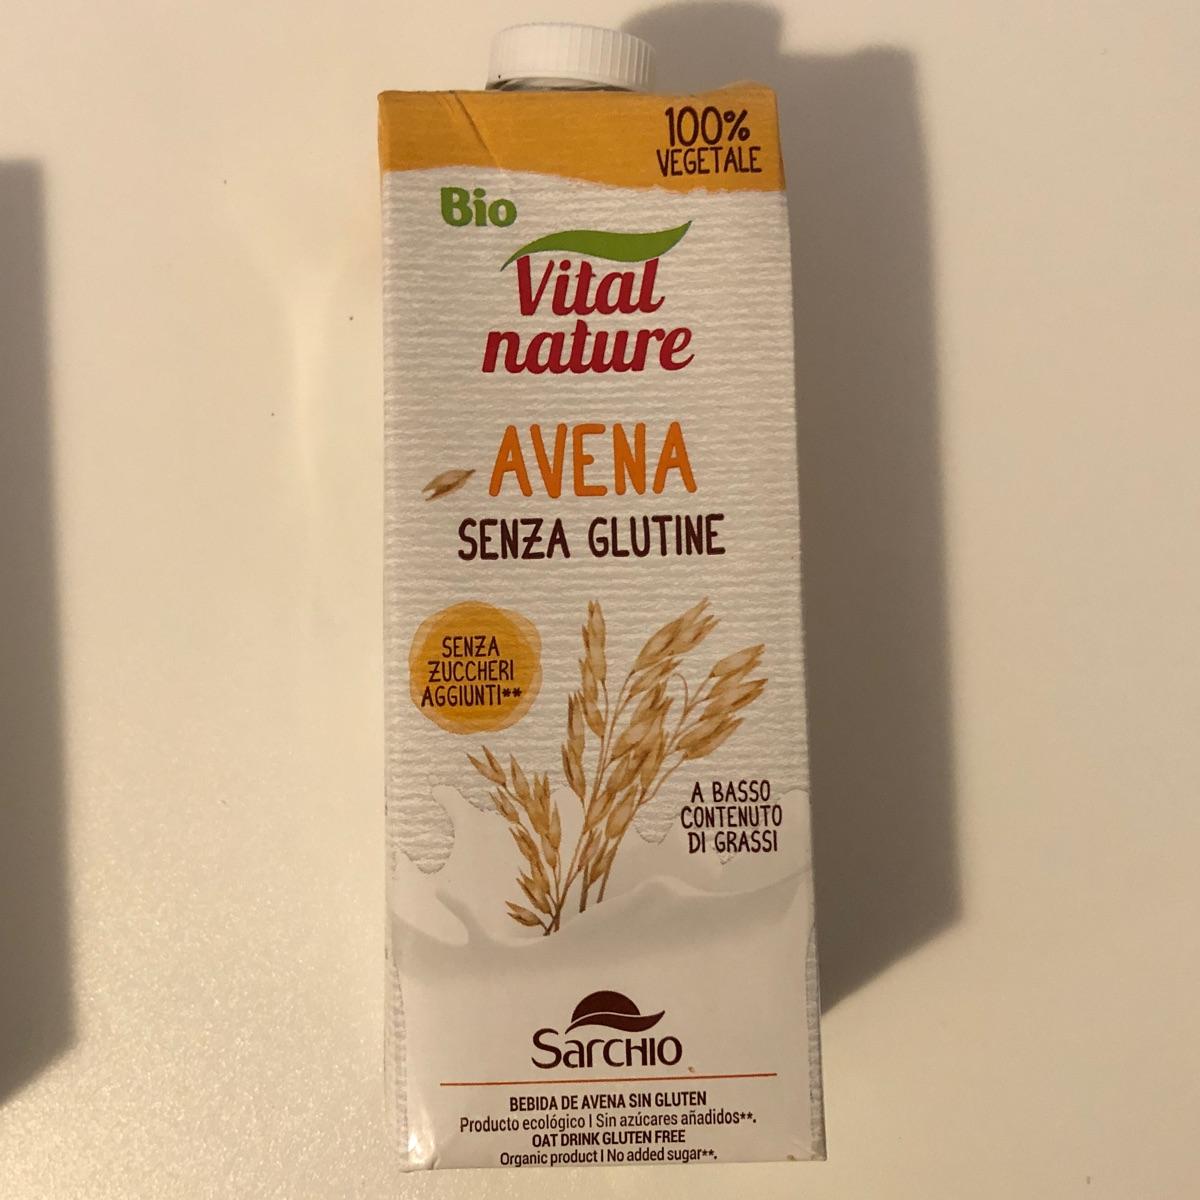 100%
VEGETALE
Bio
Vital
nature
AVENA
SENZA GLUTINE
SENZA
ZUCCHERI
AGGIUNTI**
A BASSO
CONTENUTO
DI GRASSI
Sarchio
BEBIDA DE AVENA SIN GLUTEN
Producto ecológico | Sin azúcares añadidos**.
OAT DRINK GLUTEN FREE
Organic product | No added sugar**.